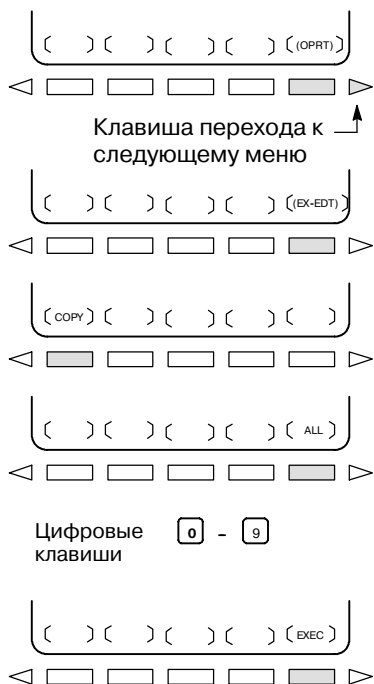 (OPRT)
Клавиша перехода к
следующему меню
(EX-EDT)
COPY
ALL
Цифровые 0 - 9
клавиши
EXEC